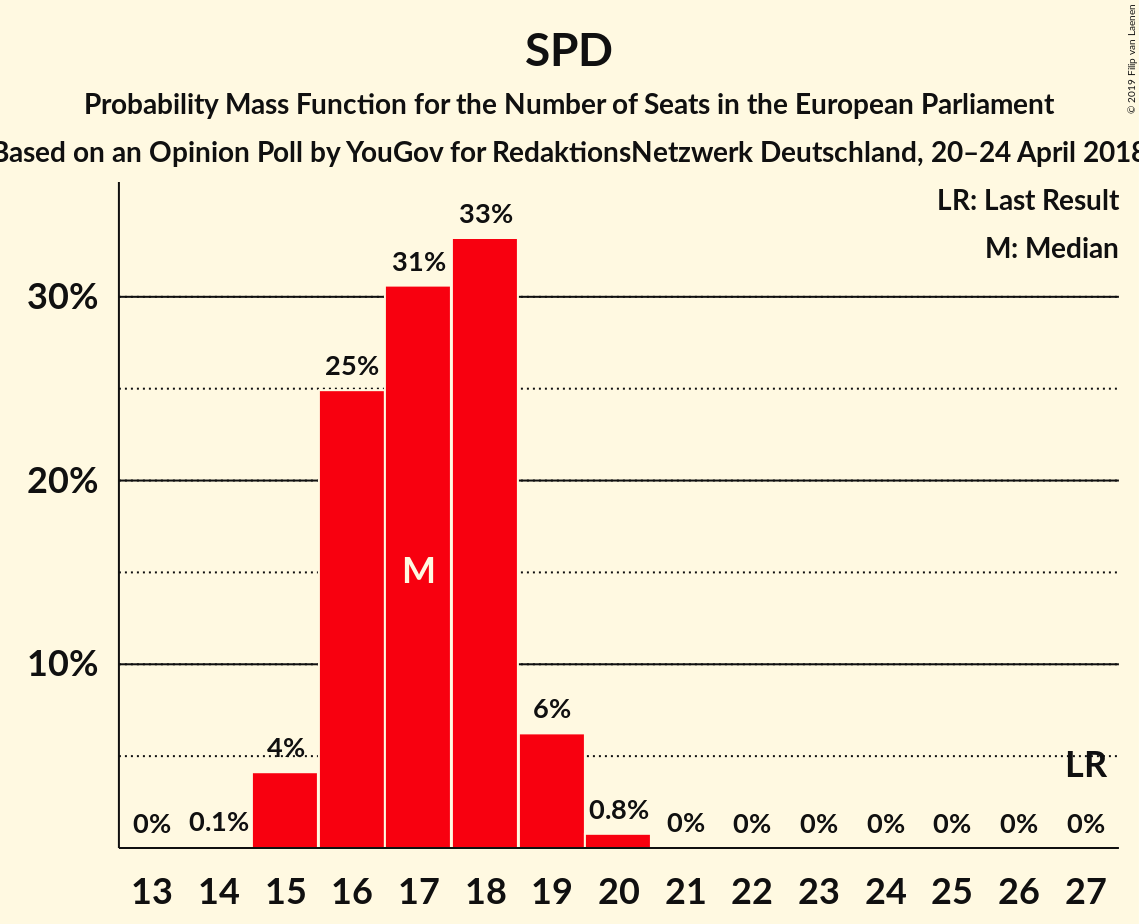 SPD
Probability Mass Function for the Number of Seats in the European Parliament
Based on an Opinion Poll by YouGov for RedaktionsNetzwerk Deutschland, 20–24 April 2018
© 2019 Filip van Laenen
LR: Last Result
M: Median
30%
20%
10%
0%
0.1%
4%
25%
31%
33%
6%
0.8%
0%
0%
0%
0%
0%
0%
0%
M
LR
13 14 15 16 17 18 19 20 21 22 23 24 25 26 27